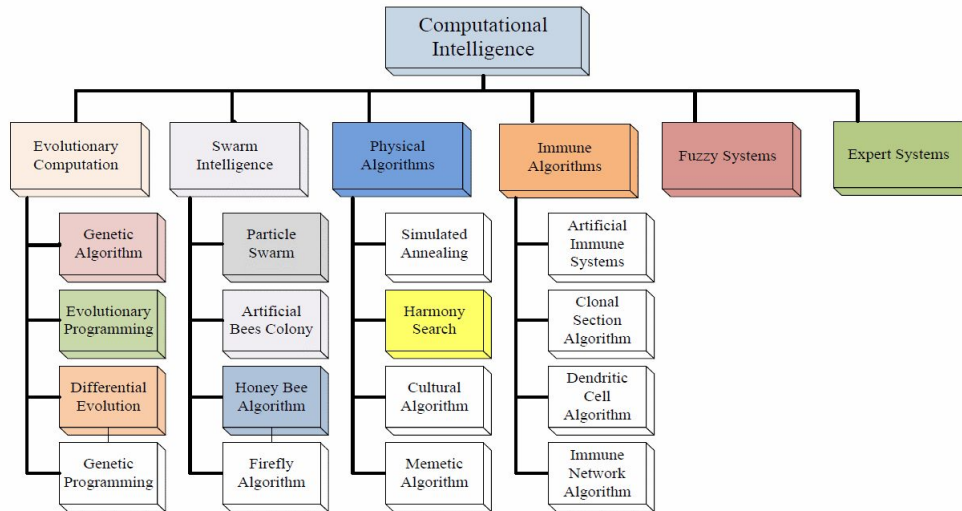 Computational
Intelligence
Evolutionary
Computation
Swarm
Intelligence
Physical
Algorithms
Immune
Algorithms
Fuzzy Systems
Expert Systems
Genetic
Algorithm
Particle
Swarm
Simulated
Annealing
Artificial
Immune
Systems
Evolutionary
Programming
Artificial
Bees Colony
Harmony
Search
Clonal
Section
Algorithm
Differential
Evolution
Honey Bee
Algorithm
Cultural
Algorithm
Dendritic
Cell
Algorithm
Genetic
Programming
Firefly
Algorithm
Memetic
Algorithm
Immune
Network
Algorithm